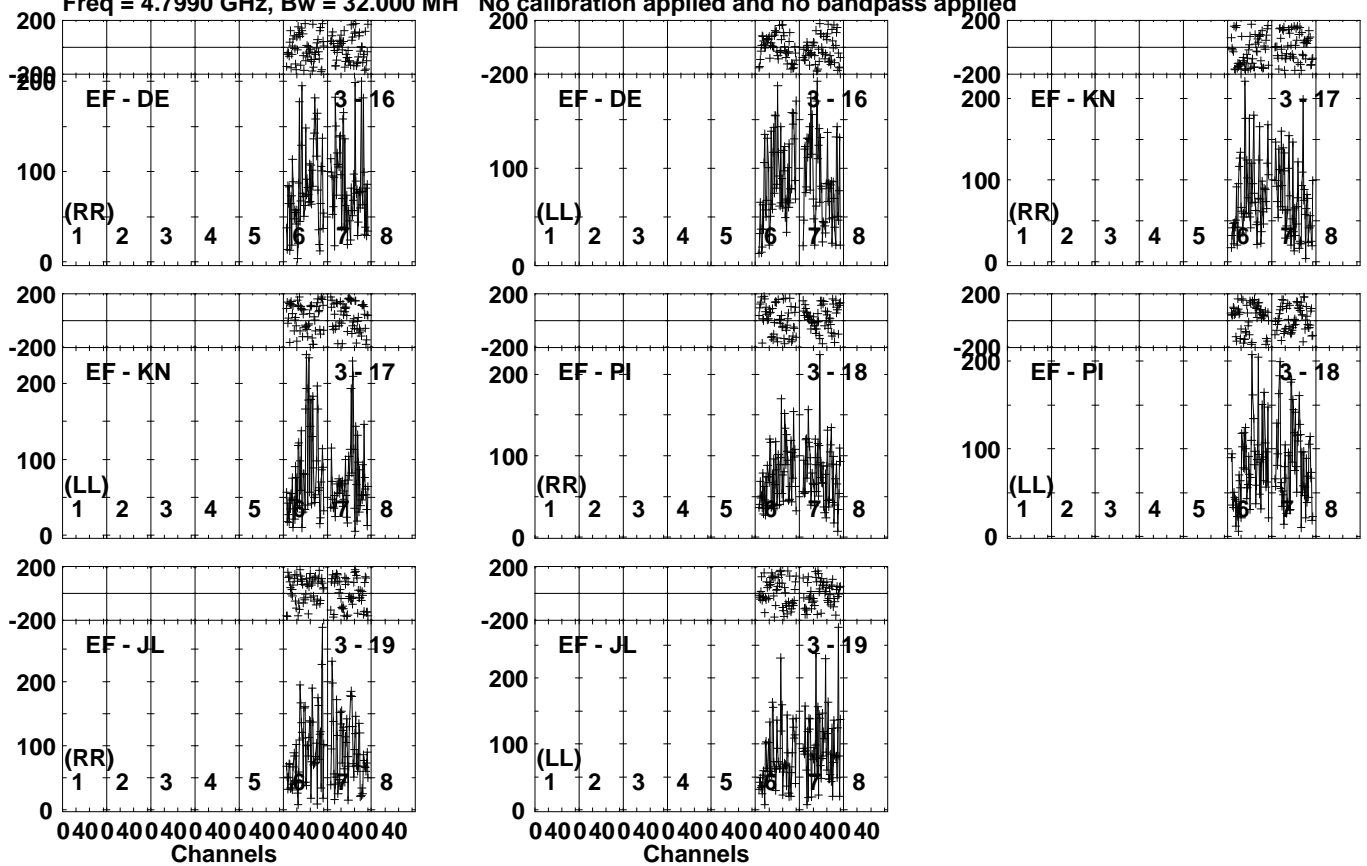 Freq = 4.7990 GHz, Bw = 32.000 MH No calibration applied and no bandpass applied
200 200 200
-200 -200 -200
200 200 200
EF - DE 3 - 16 EF - DE 3 - 16 EF - KN 3 - 17
100 100 100
(RR) (LL) (RR)
1 2 3 4 5 6 7 8 1 2 3 4 5 6 7 8 1 2 3 4 5 6 7 8
0 0 0
200 200 200
-200 -200 -200
EF - KN 3 - 17 EF - PI 3 - 18 EF - PI 3 - 18
200 200 200
100 100 100
(LL) (RR) (LL)
1 2 3 4 5 6 7 8 1 2 3 4 5 6 7 8 1 2 3 4 5 6 7 8
0 0 0
200 200
-200 -200
EF - JL 3 - 19 EF - JL 3 - 19
200 200
100 100
(RR) (LL)
1 2 3 4 5 6 7 8 1 2 3 4 5 6 7 8
0 0
0 40 0 40 0 40 0 40 0 40 0 40 0 40 0 40 0 40 0 40 0 40 0 40 0 40 0 40 0 40 0 40
Channels Channels